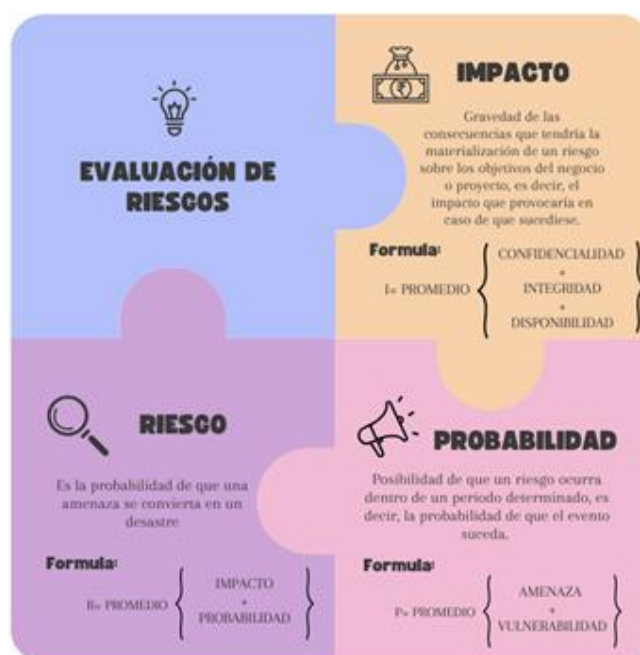 EVALUACIÓN DE
RIESGOS
IMPACTO
Gravedad de las
consecuencias que tendría la
materialización de un riesgo
sobre los objetivos del negocio
o proyecto, es decir, el
impacto que provocaría en
caso de que sucediese.
Formula:
I= PROMEDIO
CONFIDENCIALIDAD
+
INTEGRIDAD
+
DISPONIBILIDAD
RIESGO
Es la probabilidad de que una
amenaza se convierta en un
desastre
Formula:
R= PROMEDIO
IMPACTO
+
PROBABILIDAD
PROBABILIDAD
Posibilidad de que un riesgo ocurra
dentro de un periodo determinado, es
decir, la probabilidad de que el evento
suceda.
Formula:
P= PROMEDIO
AMENAZA
+
VULNERABILIDAD